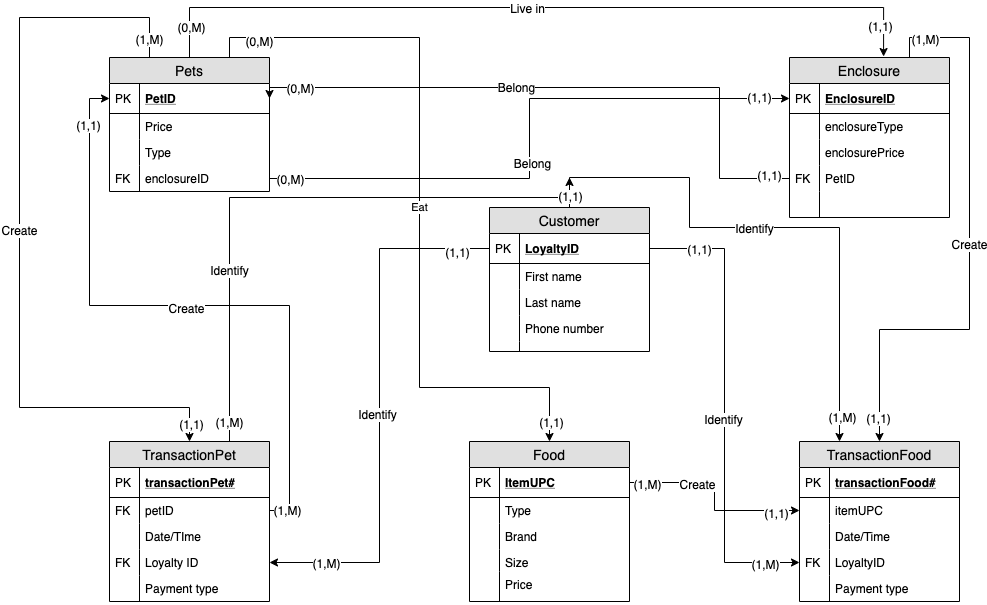 Live in
(0,M)
(1,1)
(1,M)
(0,M)
(1,M)
Pets
PK PetID
Price
Type
FK enclosureID
(0,M)
Belong
(1,1)
Enclosure
PK EnclosureID
enclosureType
enclosurePrice
FK PetID
(1,1)
Belong
(0,M)
(1,1)
(1,1)
Eat
Create
Identify
Create
Identify
Create
(1,1)
Customer
PK LoyaltyID
First name
Last name
Phone number
(1,1)
Identify
Identify
(1,1)
(1,M)
(1,1)
(1,M)
(1,1)
TransactionPet
PK transactionPet#
FK petID
Date/TIme
FK Loyalty ID
Payment type
(1,M)
(1,M)
Food
PK ItemUPC
Type
Brand
Size
Price
(1,M)
Create
(1,1)
(1,M)
TransactionFood
PK transactionFood#
itemUPC
Date/Time
FK LoyaltyID
Payment type